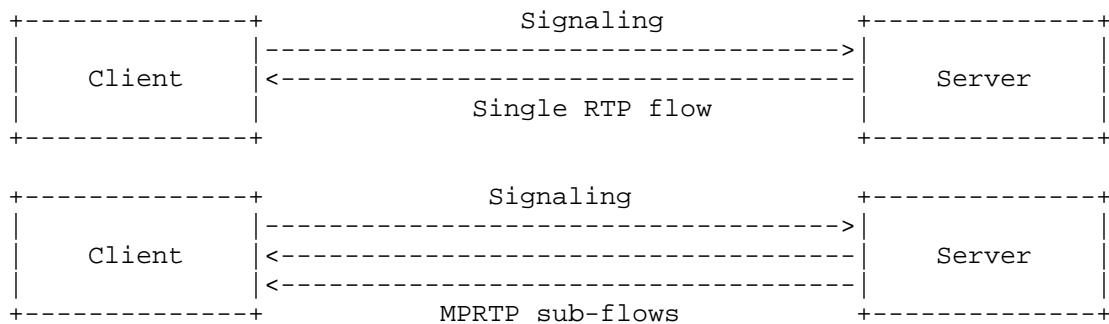 Signaling
Client Server
Single RTP flow
Signaling
Client Server
MPRTP sub-flows